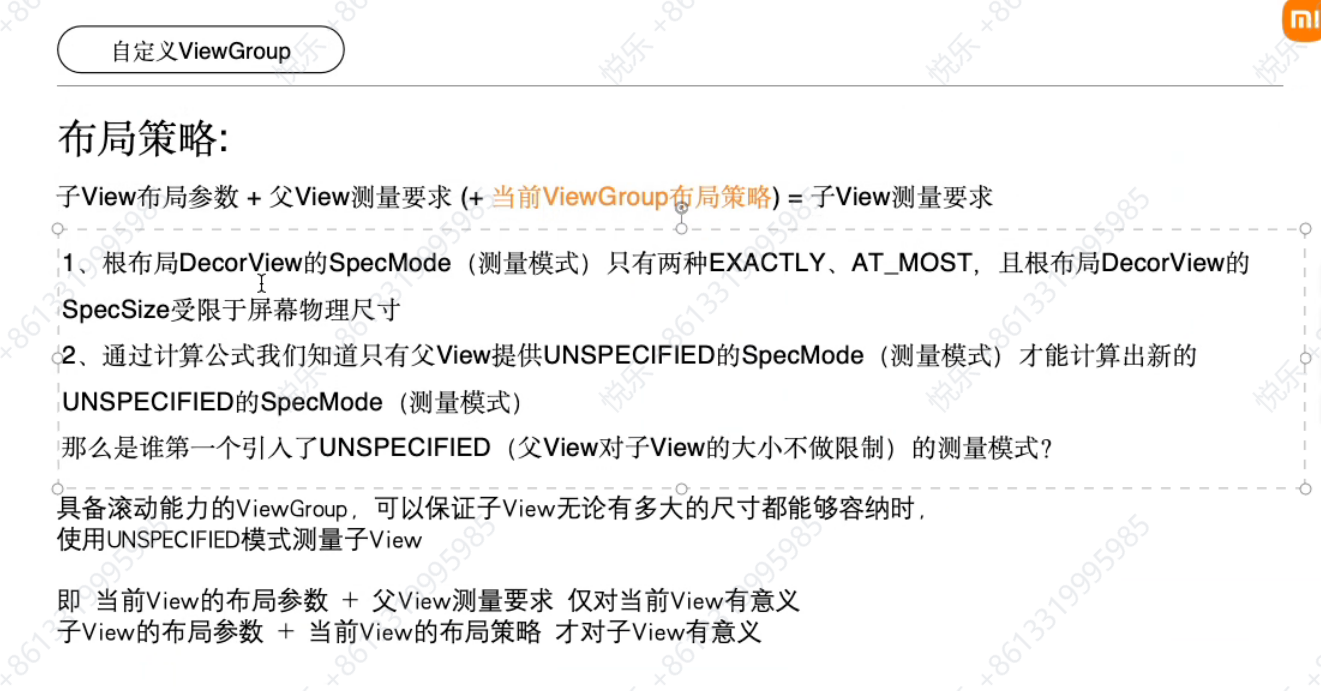 自定义ViewGroup
布局策略:
子View布局参数 + 父View测量要求 (+ 当前ViewGroup布局策略) = 子View测量要求
1、根布局DecorView的SpecMode（测量模式）只有两种EXACTLY、AT_MOST，且根布局DecorView的
SpecSize受限于屏幕物理尺寸
2、通过计算公式我们知道只有父View提供UNSPECIFIED的SpecMode（测量模式）才能计算出新的
UNSPECIFIED的SpecMode（测量模式）
那么是谁第一个引入了UNSPECIFIED（父View对子View的大小不做限制）的测量模式？
具备滚动能力的ViewGroup，可以保证子View无论有多大的尺寸都能够容纳时，
使用UNSPECIFIED模式测量子View
即 当前View的布局参数 + 父View测量要求 仅对当前View有意义
子View的布局参数 + 当前View的布局策略 才对子View有意义
悦乐 +8613319995985